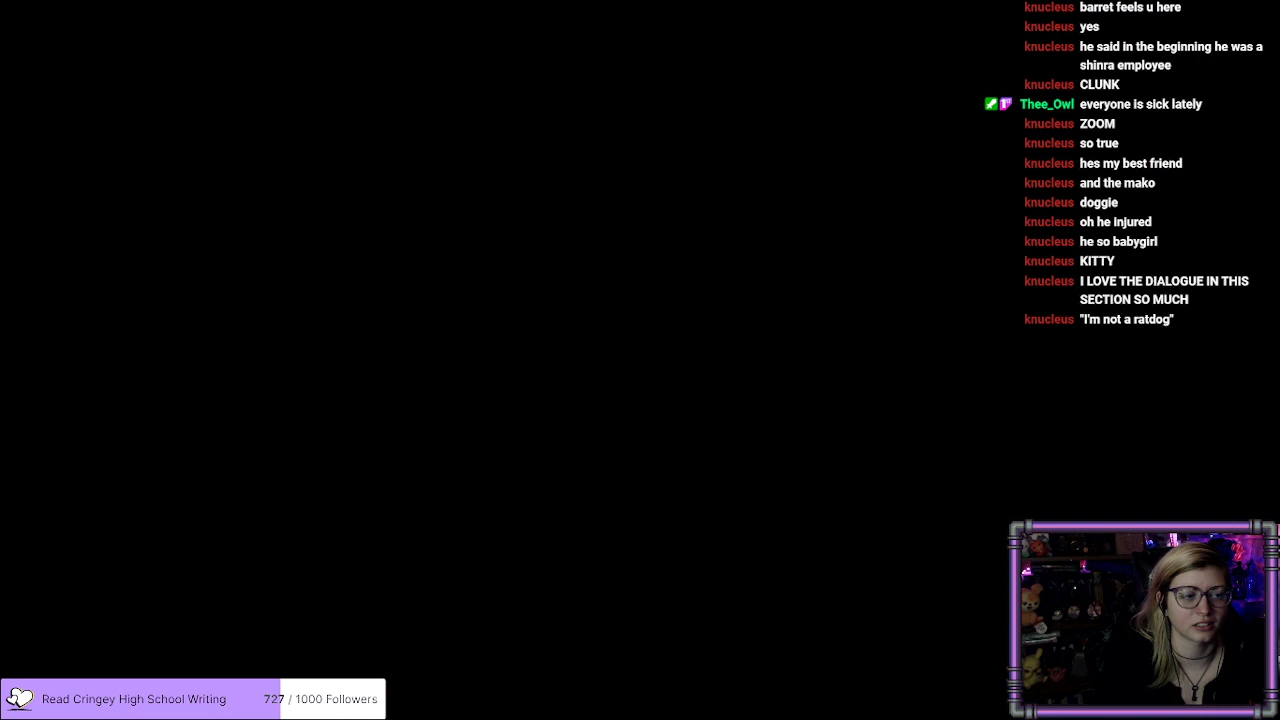 knucleus barret feels u here
knucleus yes
knucleus he said in the beginning he was a
shinra employee
knucleus CLUNK
Thee_Owl everyone is sick lately
knucleus ZOOM
knucleus so true
knucleus hes my best friend
knucleus and the mako
knucleus doggie
knucleus oh he injured
knucleus he so babygirl
knucleus KITTY
knucleus I LOVE THE DIALOGUE IN THIS
SECTION SO MUCH
knucleus "I'm not a ratdog"
Read Cringey High School Writing 727 / 1000 Followers